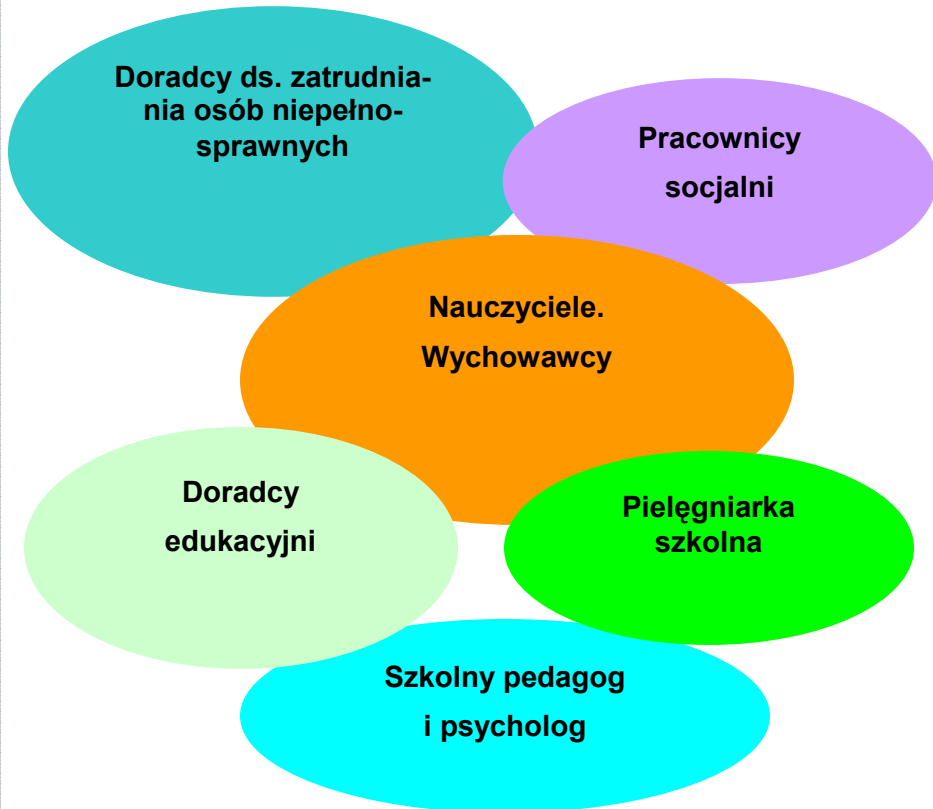 Doradcy ds. zatrudnia-
nia osób niepełno-
sprawnych
Pracownicy
socjalni
Nauczyciele.
Wychowawcy
Doradcy
edukacyjni
Pielęgniarka
szkolna
Szkolny pedagog
i psycholog